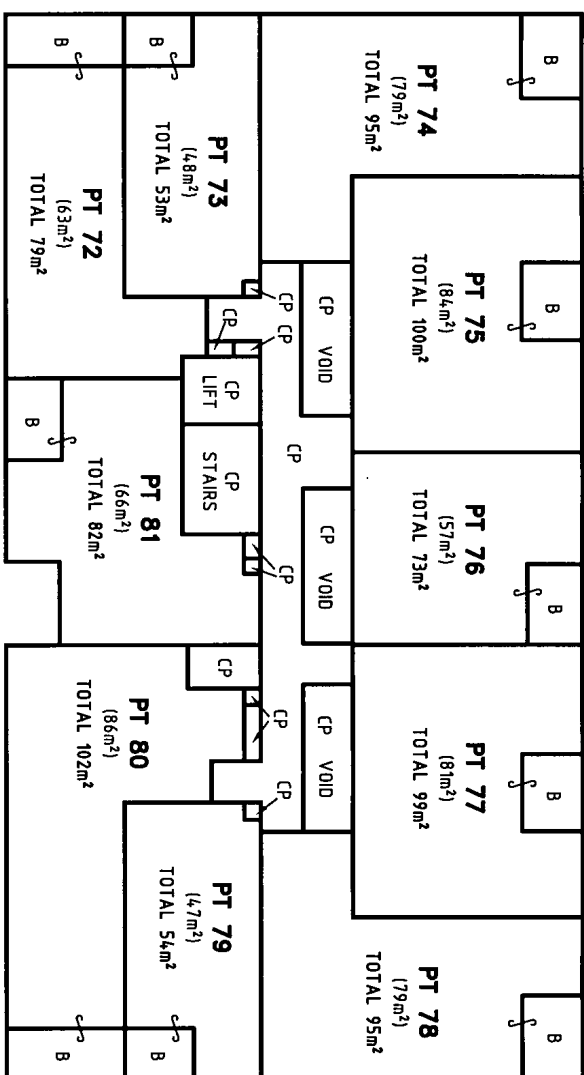 B
B
B
PT 74
(79m²)
TOTAL 95m²
PT 73
(48m²)
TOTAL 53m²
PT 72
(63m²)
TOTAL 79m²
B
PT 75
(84m²)
TOTAL 100m²
CP VOID
CP
CP
CP
CP
LIFT
CP
STAIRS
CP
B
PT 81
(66m²)
TOTAL 82m²
PT 76
(57m²)
TOTAL 73m²
CP VOID
CP
B
CP
CP
CP VOID
CP
PT 80
(86m²)
TOTAL 102m²
PT 77
(81m²)
TOTAL 99m²
B
PT 79
(47m²)
TOTAL 54m²
PT 78
(79m²)
TOTAL 95m²
B
B
B